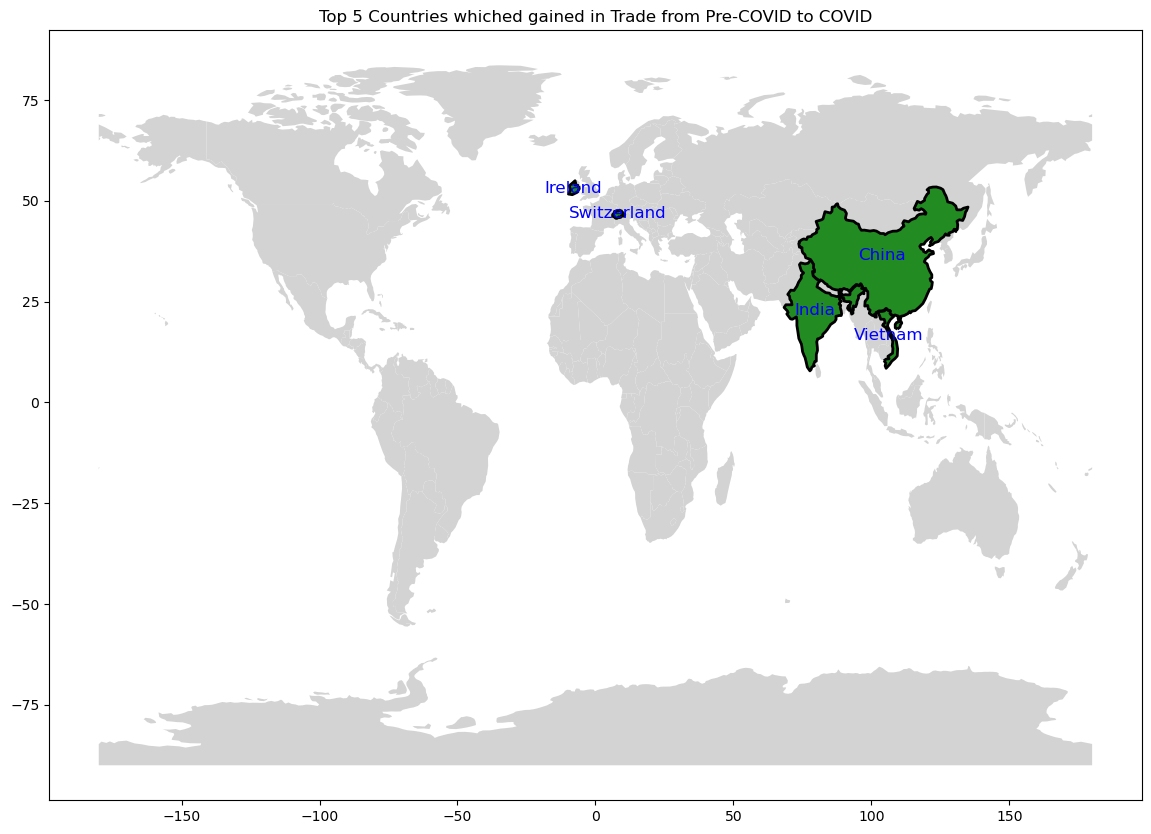 Top 5 Countries whiched gained in Trade from Pre-COVID to COVID
75
50
25
0
−25
−50
−75
Ireland
Switzerland
China
India
Vietnam
−150
−100
−50
0
50
100
150